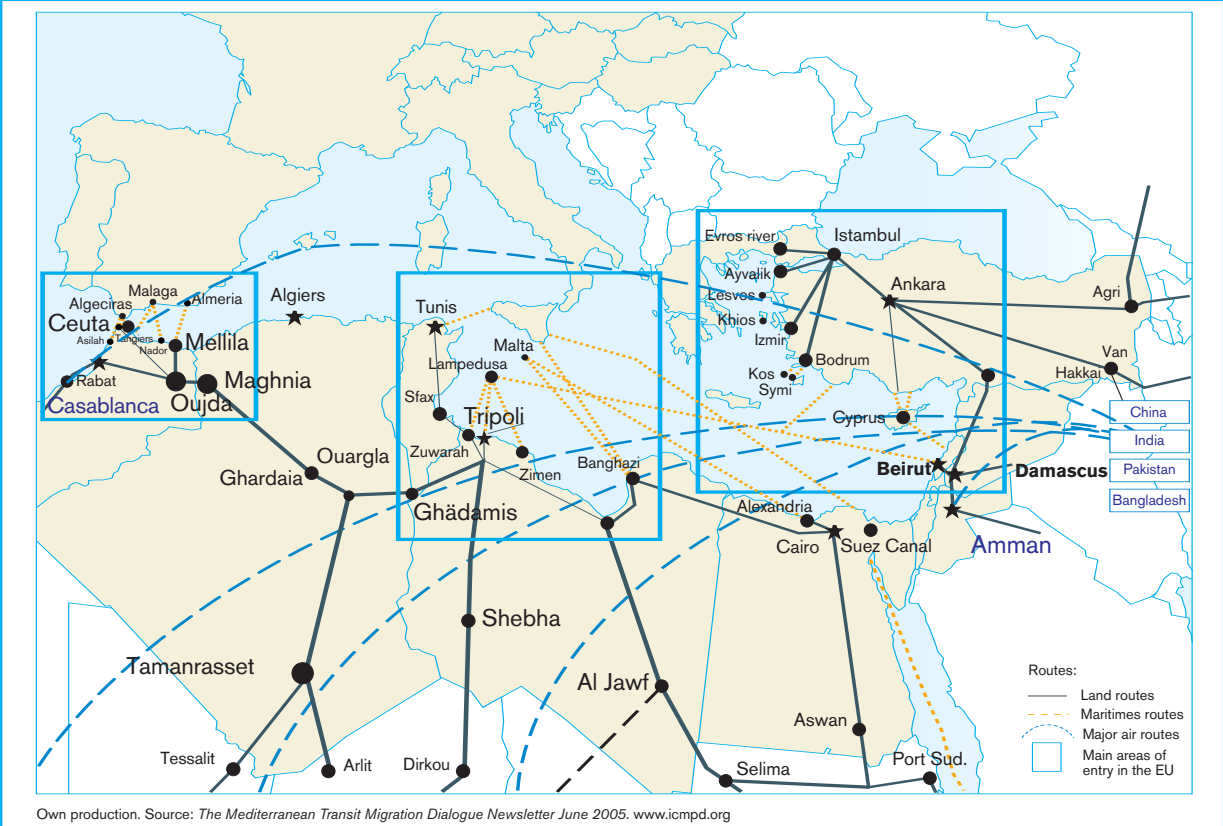 Evros river
Istambul
Ayvalik
Ankara
Lesvos
Agri
Khios
Izmir
Bodrum
Van
Hakkai
Kos
Symi
Cyprus
China
India
Pakistan
Bangladesh
Beirut
Damascus
Amman
Malaga
Algeciras
Almeria
Ceuta
Asilah
Tangiers
Nador
Mellila
Rabat
Casablanca
Oujda
Maghnia
Algiers
Tunis
Malta
Lampedusa
Sfax
Tripoli
Zuwarah
Zimen
Banghazi
Ouargla
Ghardaia
Ghädamis
Alexandria
Cairo
Suez Canal
Shebha
Tamanrasset
Al Jawf
Aswan
Tessalit
Arlit
Dirkou
Selima
Port Sud.
Routes:
Land routes
Maritimes routes
Major air routes
Main areas of
entry in the EU
Own production. Source: The Mediterranean Transit Migration Dialogue Newsletter June 2005. www.icmpd.org